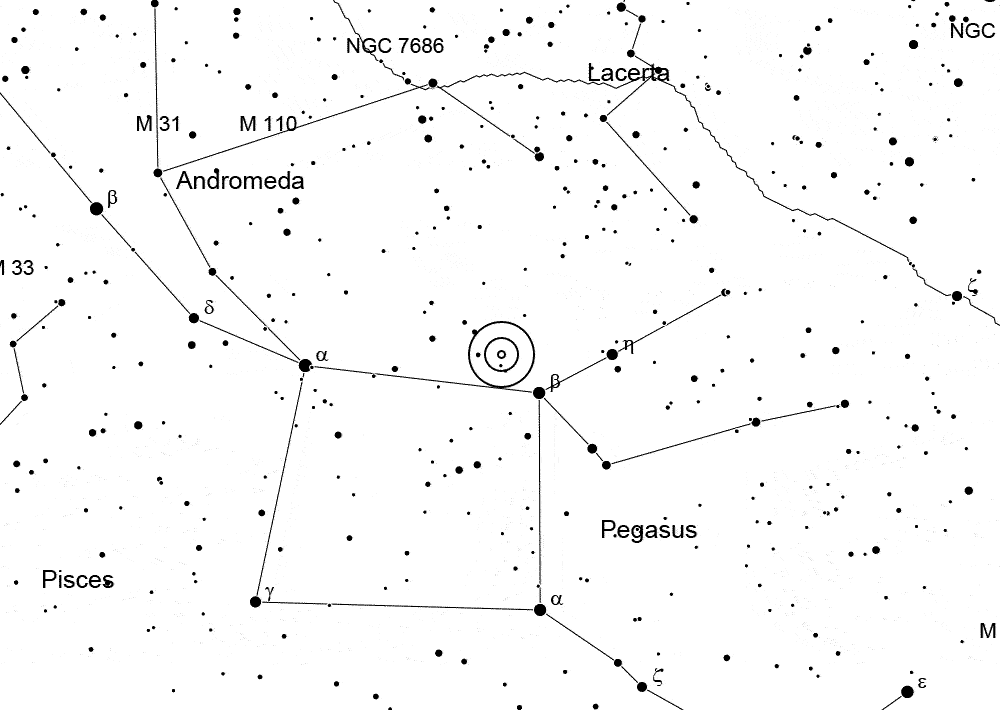 NGC
NGC 7686
Lacerta
M 31
M 110
Andromeda
β
M 33
ζ
δ
α
η
β
Pegasus
Pisces
γ
α
M
ζ
ε